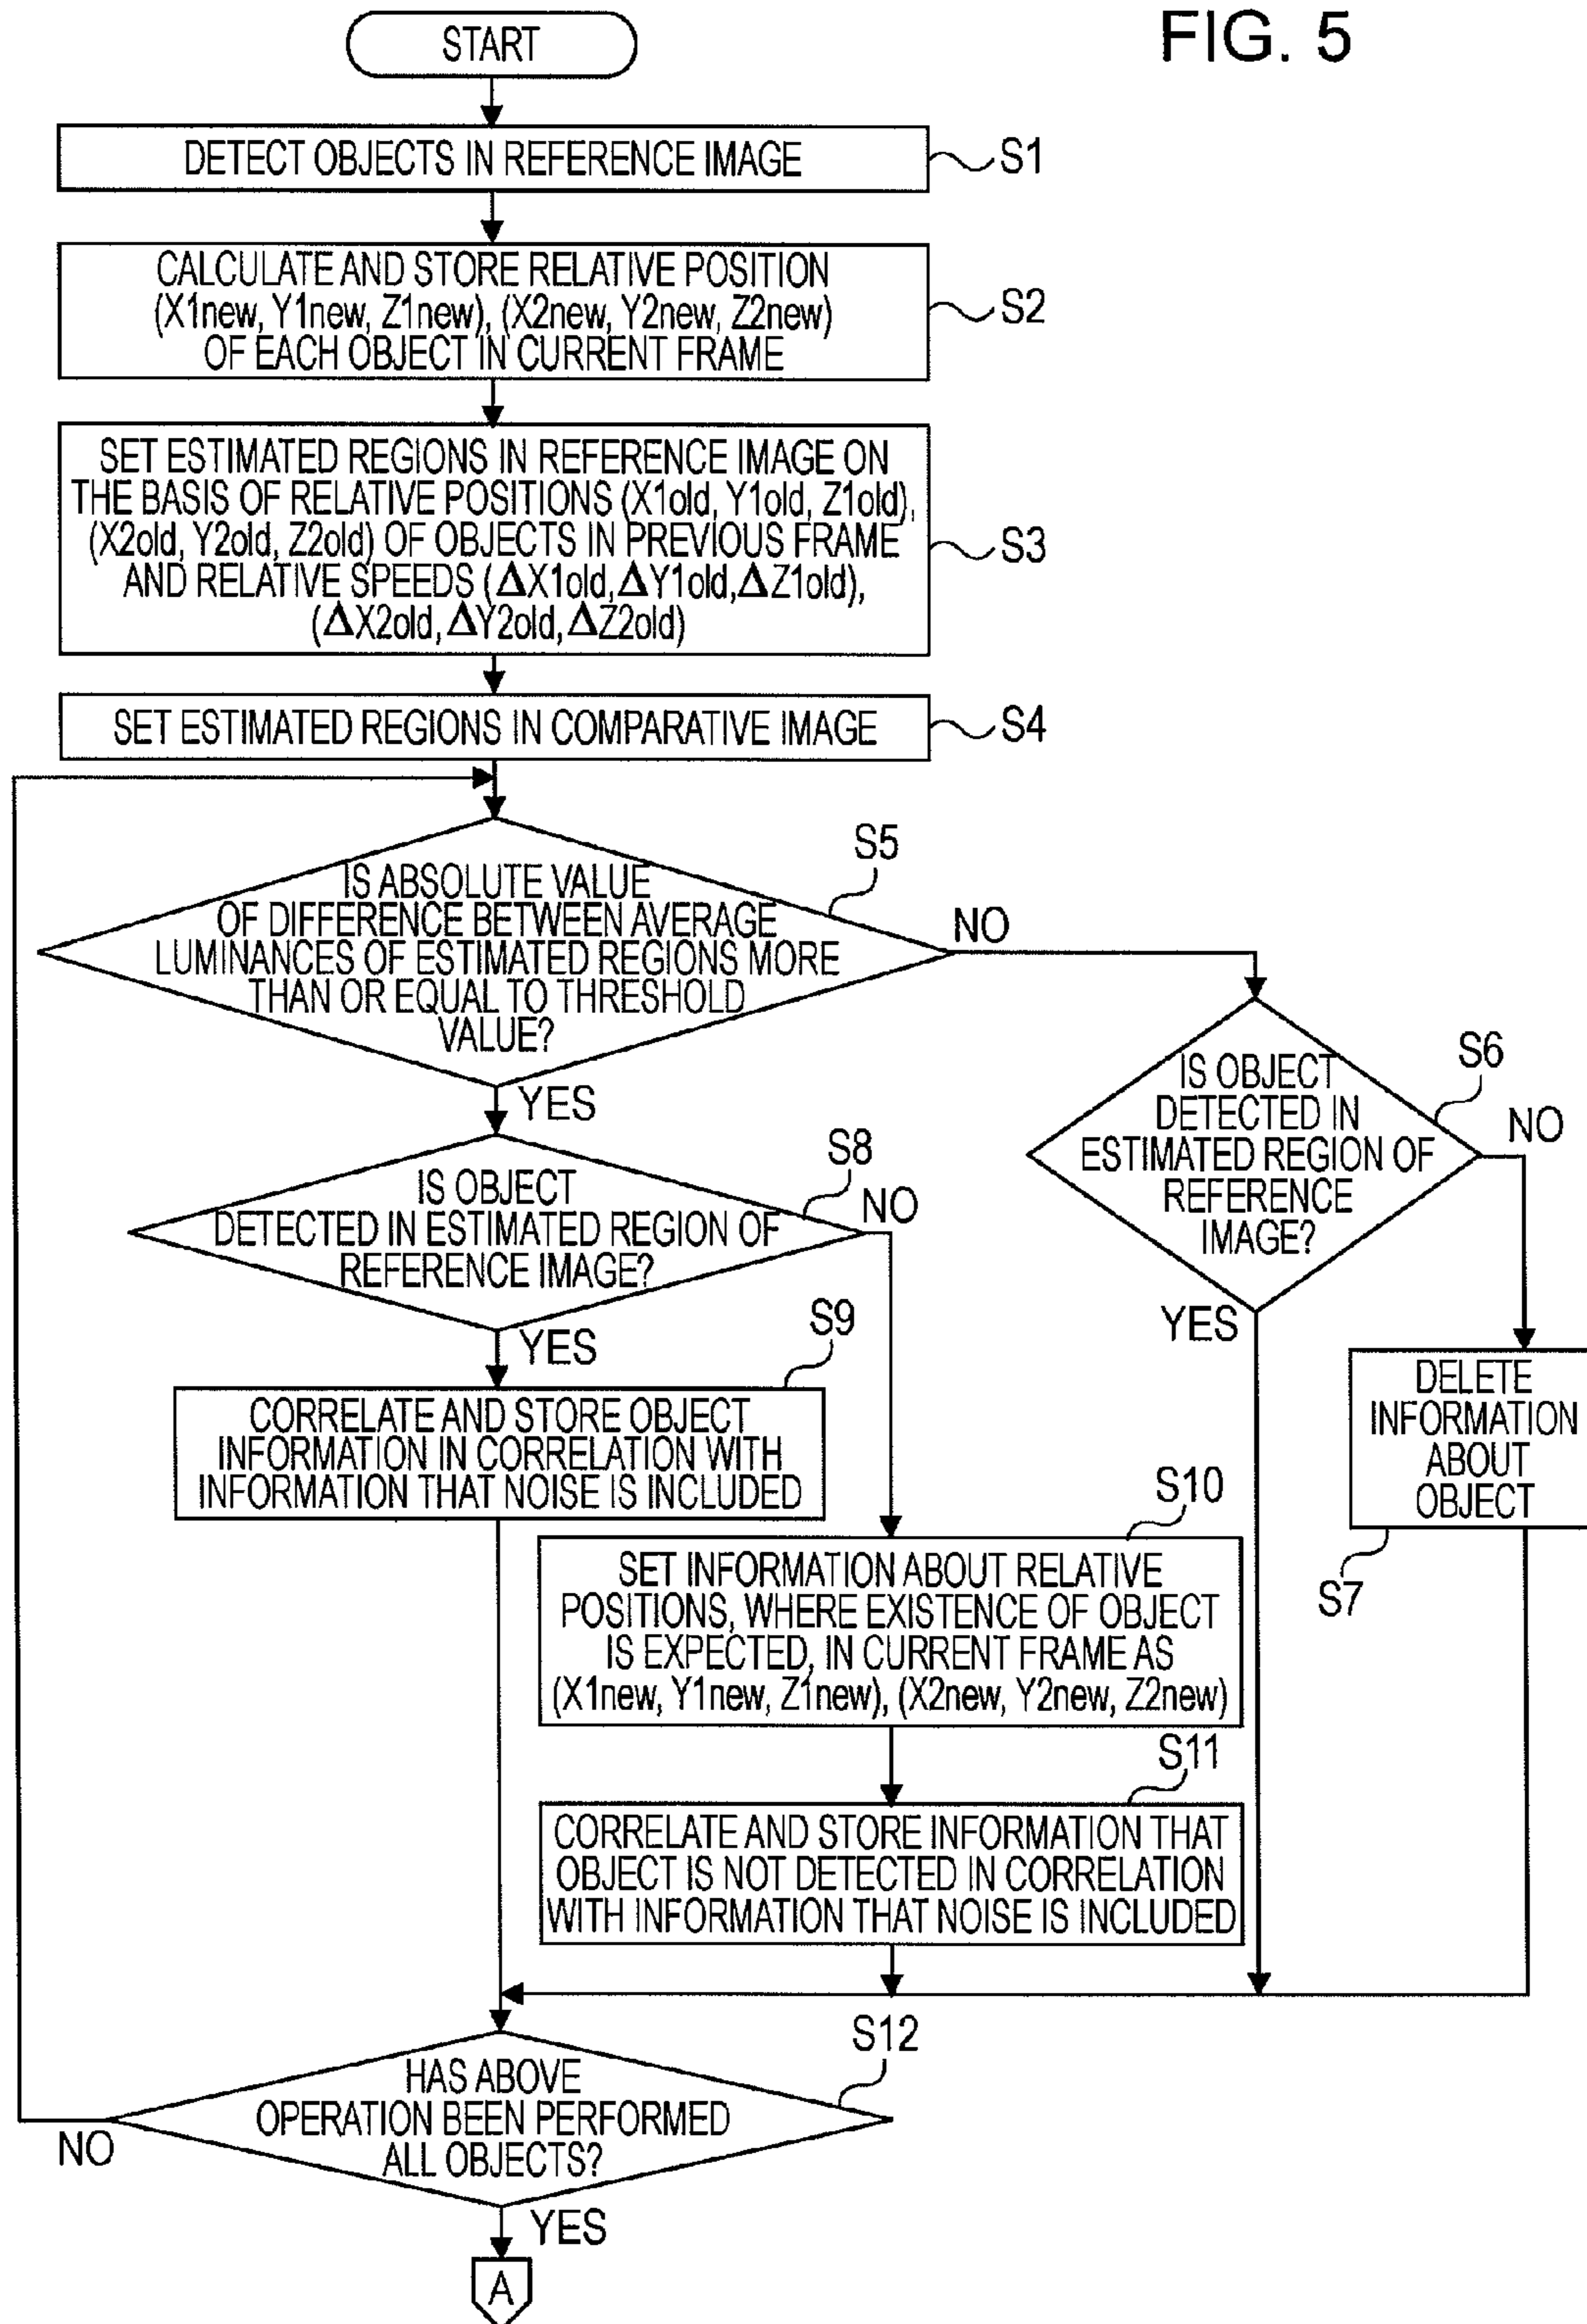 FIG. 5
START
DETECT OBJECTS IN REFERENCE IMAGE
S1
CALCULATE AND STORE RELATIVE POSITION
(X1new, Y1new, Z1new), (X2new, Y2new, Z2new)
OF EACH OBJECT IN CURRENT FRAME
S2
SET ESTIMATED REGIONS IN REFERENCE IMAGE ON
THE BASIS OF RELATIVE POSITIONS (X1old, Y1old, Z1old),
(X2old, Y2old, Z2old) OF OBJECTS IN PREVIOUS FRAME
AND RELATIVE SPEEDS (ΔX1old, ΔY1old, ΔZ1old),
(ΔX2old, ΔY2old, ΔZ2old)
S3
SET ESTIMATED REGIONS IN COMPARATIVE IMAGE
S4
S5
IS ABSOLUTE VALUE
OF DIFFERENCE BETWEEN AVERAGE
LUMINANCES OF ESTIMATED REGIONS MORE
THAN OR EQUAL TO THRESHOLD
VALUE?
NO
YES
S6
IS OBJECT
DETECTED IN
ESTIMATED REGION OF
REFERENCE
IMAGE?
NO
YES
S8
IS OBJECT
DETECTED IN ESTIMATED REGION OF
REFERENCE IMAGE?
NO
YES
S9
CORRELATE AND STORE OBJECT
INFORMATION IN CORRELATION WITH
INFORMATION THAT NOISE IS INCLUDED
DELETE
INFORMATION
ABOUT
OBJECT
S7
S10
SET INFORMATION ABOUT RELATIVE
POSITIONS, WHERE EXISTENCE OF OBJECT
IS EXPECTED, IN CURRENT FRAME AS
(X1new, Y1new, Z1new), (X2new, Y2new, Z2new)
S11
CORRELATE AND STORE INFORMATION THAT
OBJECT IS NOT DETECTED IN CORRELATION
WITH INFORMATION THAT NOISE IS INCLUDED
S12
HAS ABOVE
OPERATION BEEN PERFORMED
ALL OBJECTS?
NO
YES
A